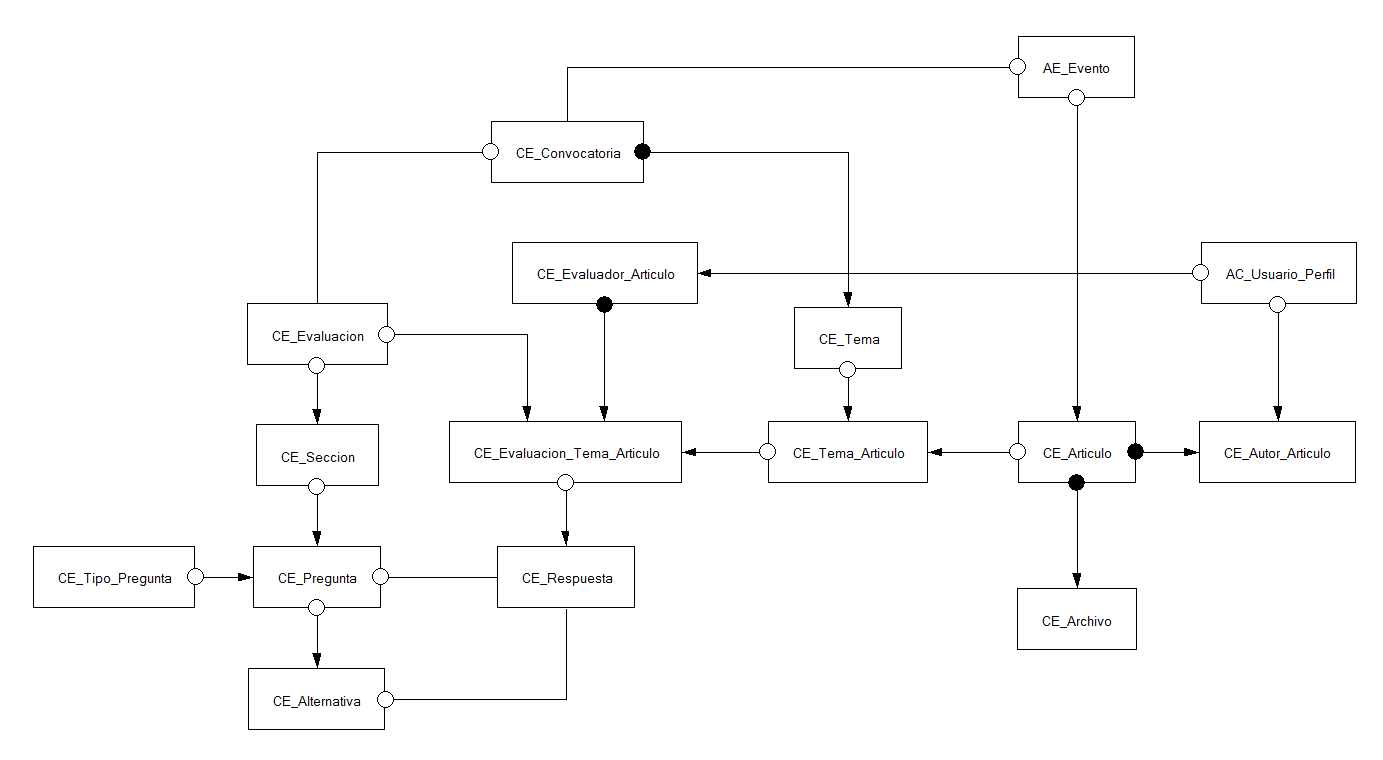 AE_Evento
CE_Convocatoria
CE_Evaluador_Articulo
AC_Usuario_Perfil
CE_Evaluacion
CE_Tema
CE_Seccion
CE_Evaluacion_Tema_Articulo
CE_Tema_Articulo
CE_Articulo
CE_Autor_Articulo
CE_Tipo_Pregunta
CE_Pregunta
CE_Respuesta
CE_Archivo
CE_Alternativa